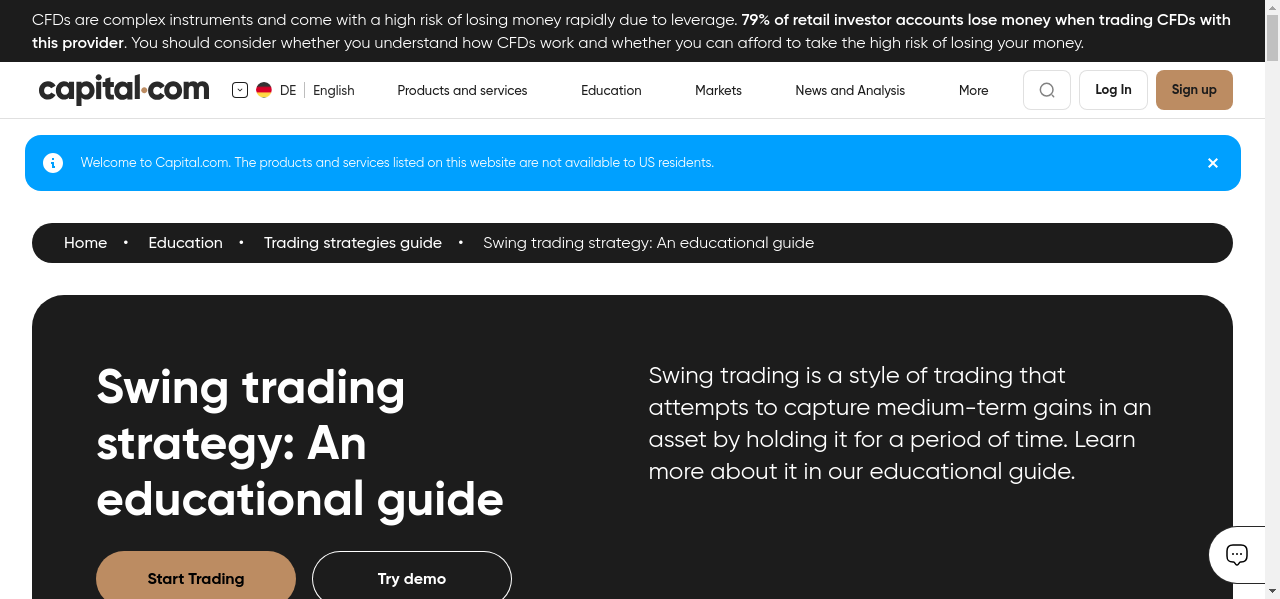 CFDs are complex instruments and come with a high risk of losing money rapidly due to leverage. 79% of retail investor accounts lose money when trading CFDs with
this provider. You should consider whether you understand how CFDs work and whether you can afford to take the high risk of losing your money.
capital.com
DE
English
Products and services
Education
Markets
News and Analysis
More
Log In
Sign up
Welcome to Capital.com. The products and services listed on this website are not available to US residents.
Home • Education • Trading strategies guide • Swing trading strategy: An educational guide
Swing trading
strategy: An
educational guide
Swing trading is a style of trading that
attempts to capture medium-term gains in an
asset by holding it for a period of time. Learn
more about it in our educational guide.
Start Trading
Try demo